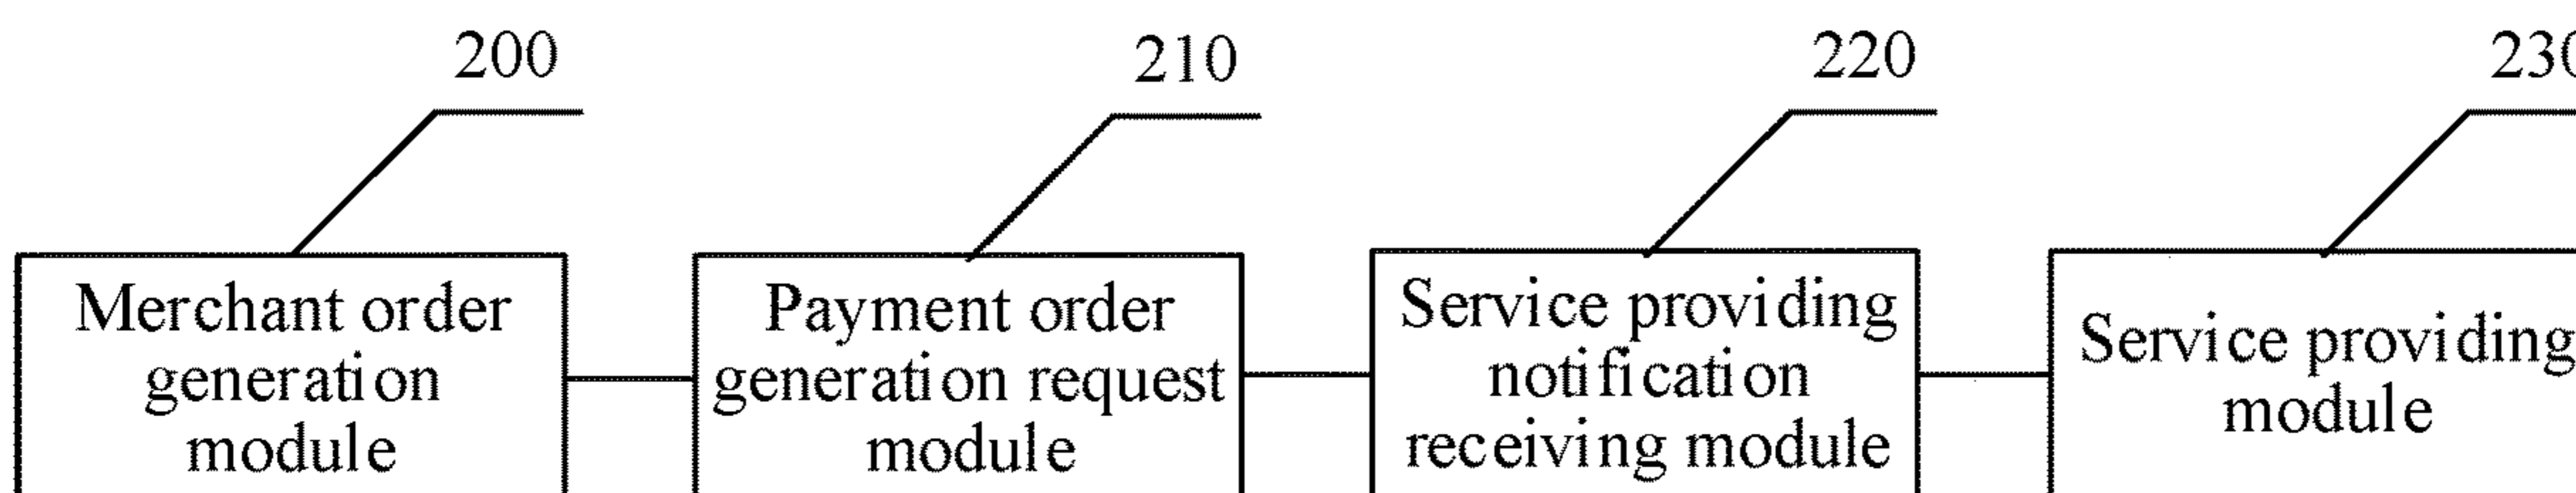 200
210
220
230
Merchant order
generation
module
Payment order
generation request
module
Service providing
notification
receiving module
Service providing
module